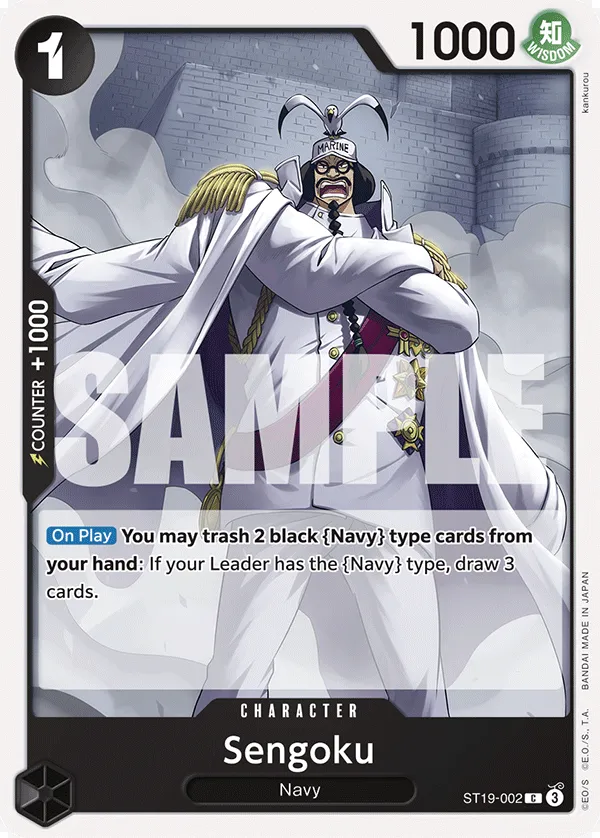 1
1000
知
WISDOM
kankurou
MARINE
COUNTER +1000
SAMPLE
On Play You may trash 2 black {Navy} type cards from
your hand: If your Leader has the {Navy} type, draw 3
cards.
CHARACTER
Sengoku
Navy
ST19-002 C 3
©EO/S ©E.O./S., T.A. BANDAI MADE IN JAPAN